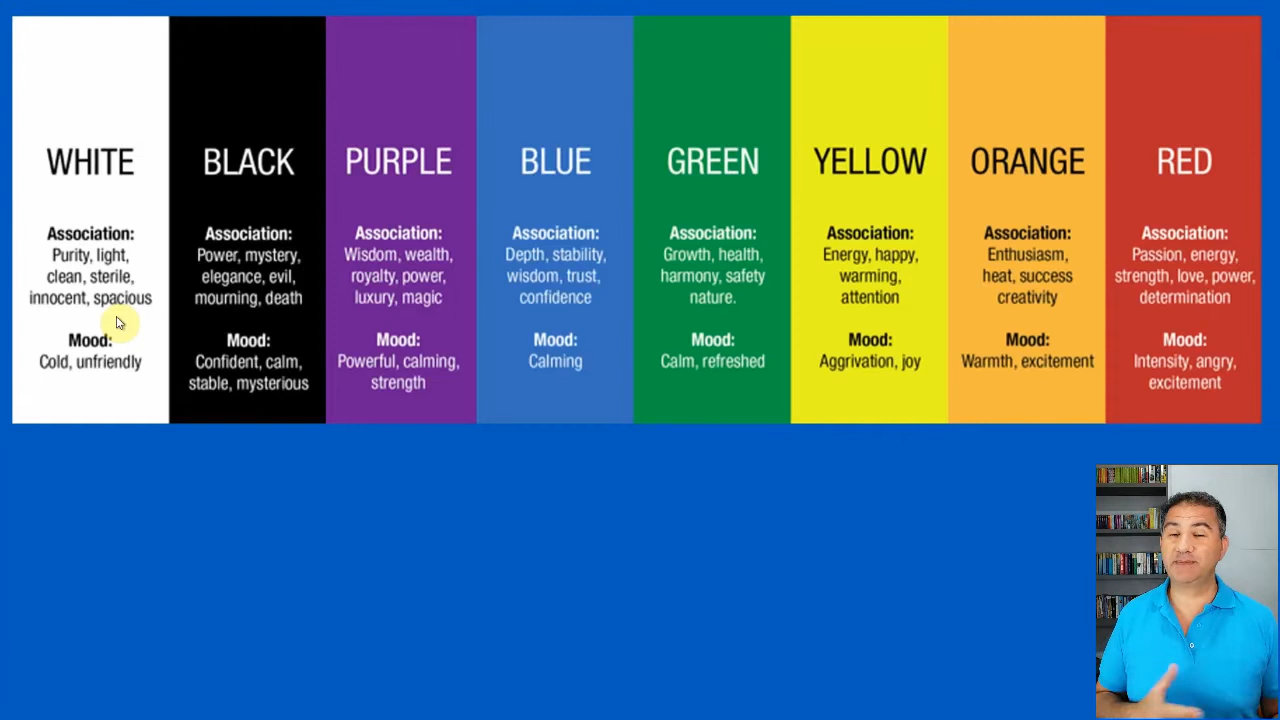 WHITE
Association:
Purity, light,
clean, sterile,
innocent, spacious
Mood:
Cold, unfriendly
BLACK
Association:
Power, mystery,
elegance, evil,
mourning, death
Mood:
Confident, calm,
stable, mysterious
PURPLE
Association:
Wisdom, wealth,
royalty, power,
luxury, magic
Mood:
Powerful, calming,
strength
BLUE
Association:
Depth, stability,
wisdom, trust,
confidence
Mood:
Calming
GREEN
Association:
Growth, health,
harmony, safety
nature.
Mood:
Calm, refreshed
YELLOW
Association:
Energy, happy,
warming,
attention
Mood:
Aggrivation, joy
ORANGE
Association:
Enthusiasm,
heat, success
creativity
Mood:
Warmth, excitement
RED
Association:
Passion, energy,
strength, love, power,
determination
Mood:
Intensity, angry,
excitement